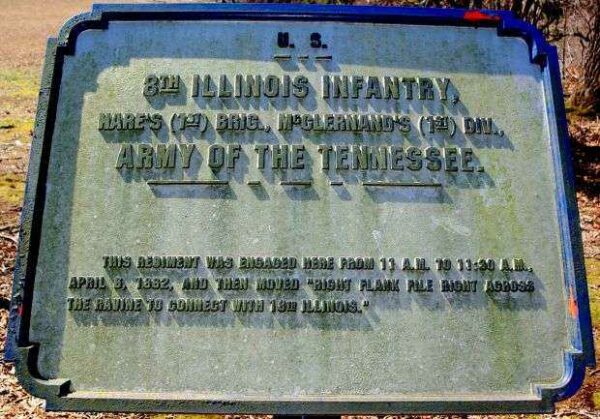 U. S.
8TH ILLINOIS INFANTRY,
HARE'S (1ST) BRIG., McCLERNAND'S (1ST) DIV.,
ARMY OF THE TENNESSEE.
THIS REGIMENT WAS ENGAGED HERE FROM 11 A.M. TO 11:30 A.M.,
APRIL 6, 1862, AND THEN MOVED "RIGHT FLANK FILE RIGHT ACROSS
THE RAVINE TO CONNECT WITH 18TH ILLINOIS."